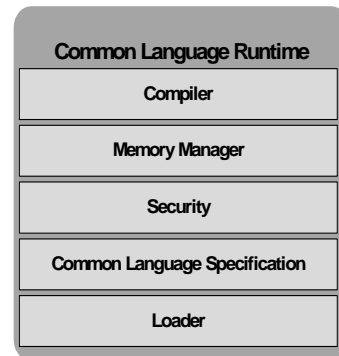 Common Language Runtime
Compiler
Memory Manager
Security
Common Language Specification
Loader